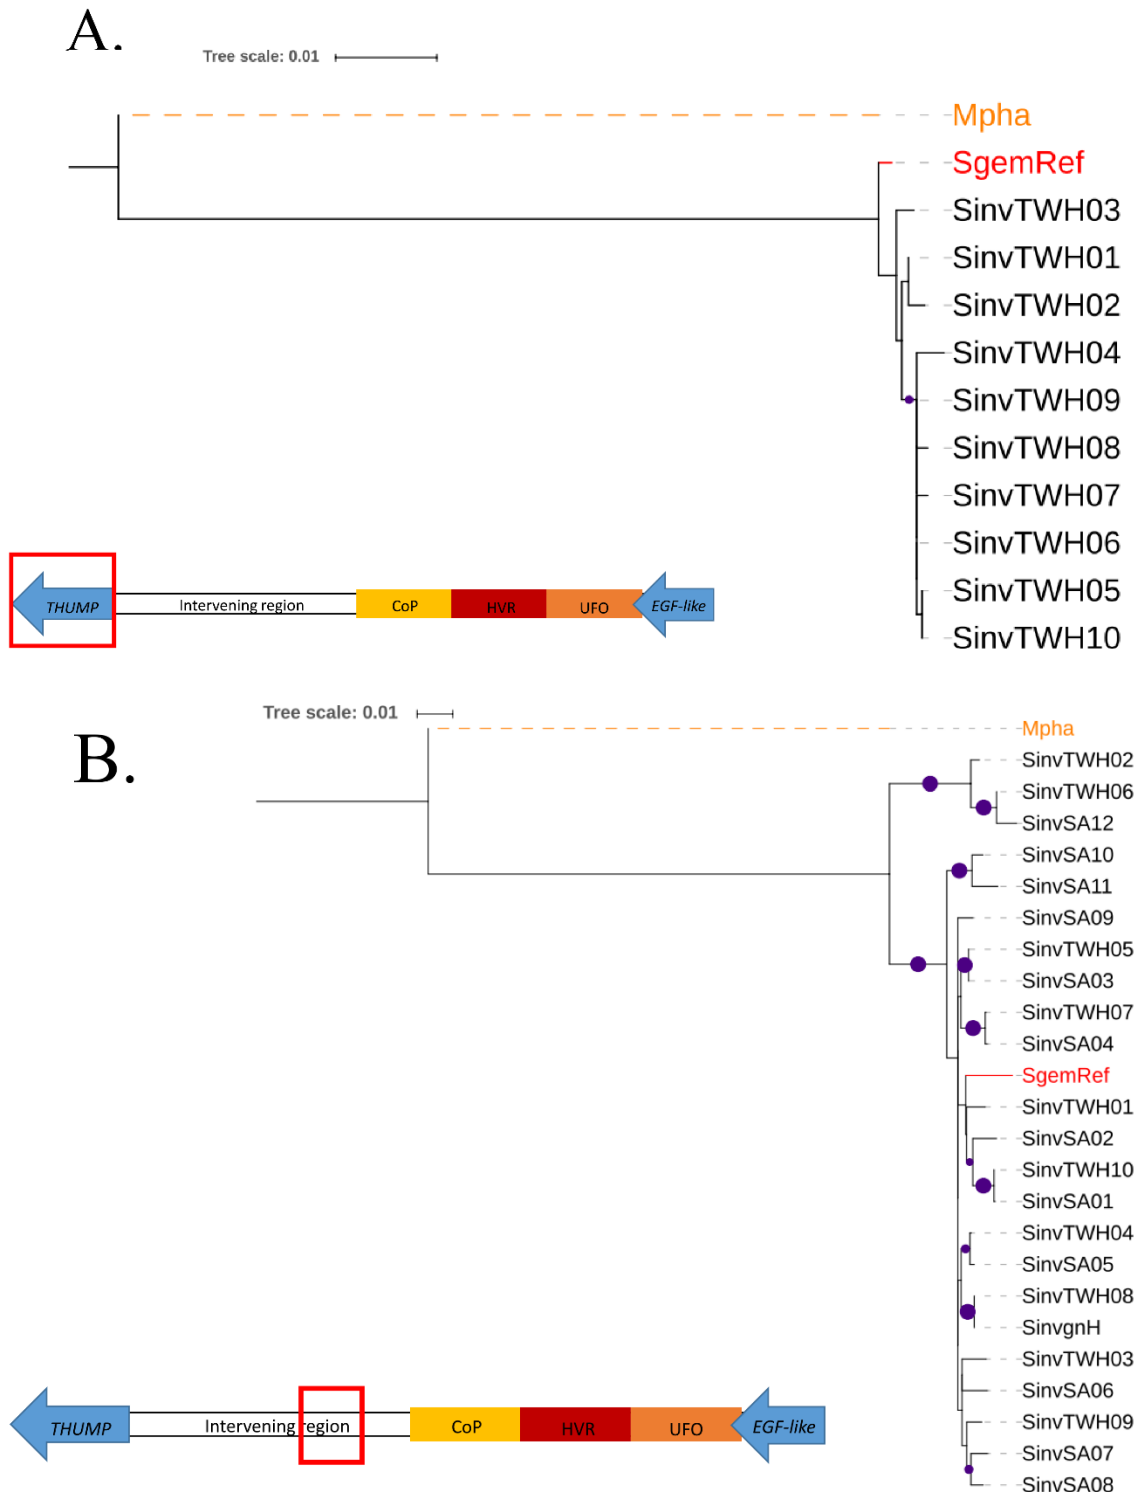 A.
Tree scale: 0.01
Mpha
SgemRef
SinvTWH03
SinvTWH01
SinvTWH02
SinvTWH04
SinvTWH09
SinvTWH08
SinvTWH07
SinvTWH06
SinvTWH05
SinvTWH10
THUMP Intervening region CoP HVR UFO EGF-like
B.
Tree scale: 0.01
Mpha
SinvTWH02
SinvTWH06
SinvSA12
SinvSA10
SinvSA11
SinvSA09
SinvTWH05
SinvSA03
SinvTWH07
SinvSA04
SgemRef
SinvTWH01
SinvSA02
SinvTWH10
SinvSA01
SinvTWH04
SinvSA05
SinvTWH08
SinvgnH
SinvTWH03
SinvSA06
SinvTWH09
SinvSA07
SinvSA08
THUMP Intervening region CoP HVR UFO EGF-like